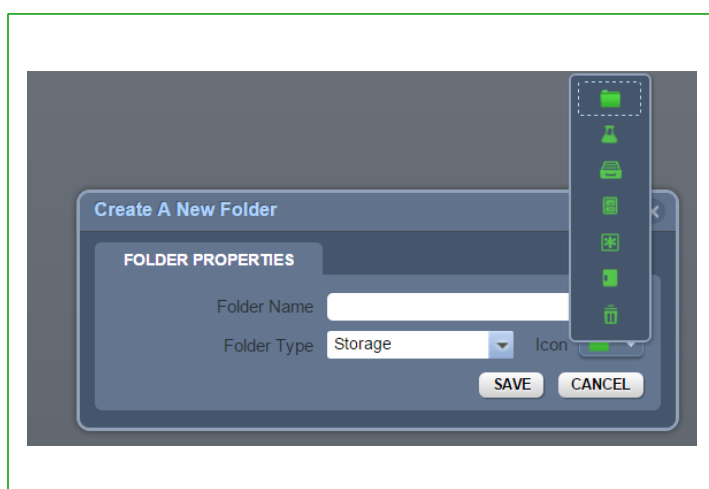 Create A New Folder
FOLDER PROPERTIES
Folder Name
Folder Type Storage Icon
SAVE CANCEL